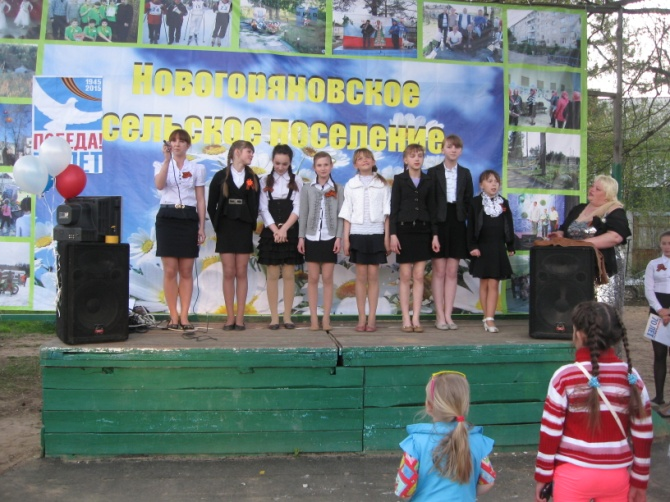 Новогоряновское
сельское поселение
1945
2015
ПОБЕДА!
ЛЕТ